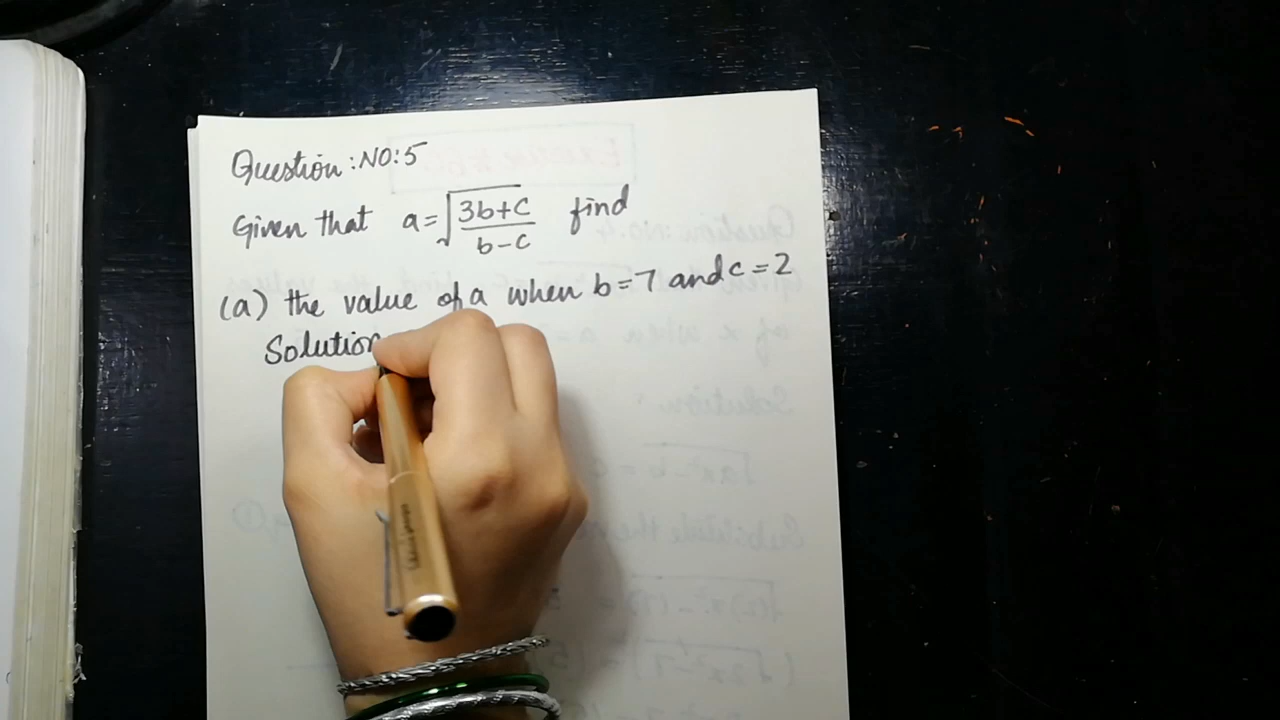 Question: NO:5
Given that a=√(3b+c)/(b-c) find
(a) the value of a when b=7 and c=2
Solution